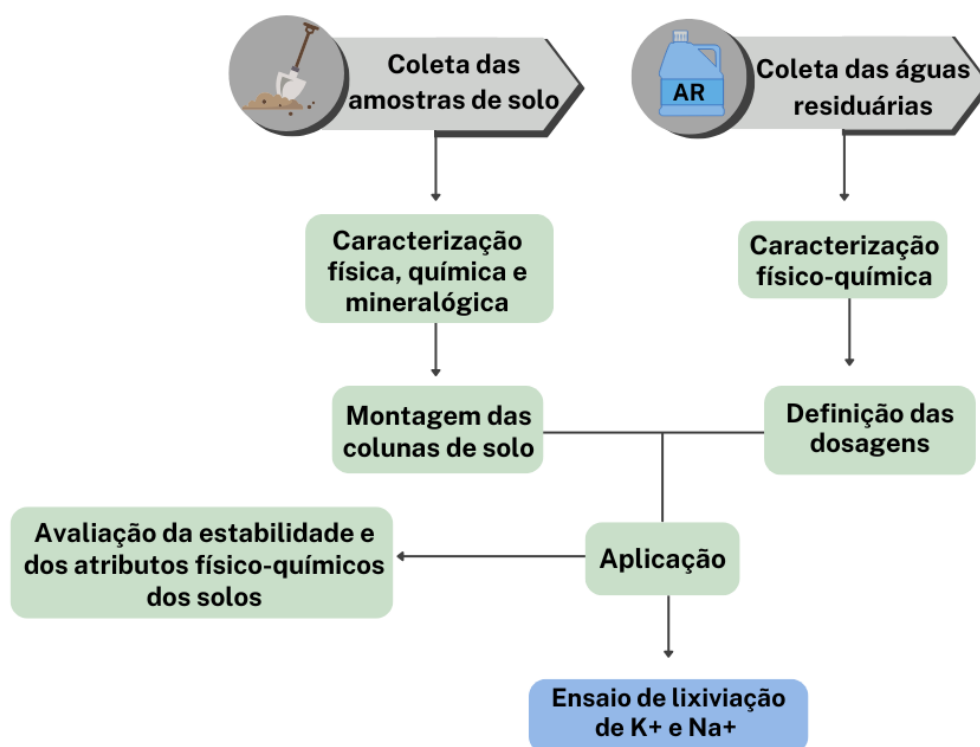 Coleta das
amostras de solo
AR
Coleta das águas
residuárias
Caracterização
física, química e
mineralógica
Caracterização
físico-química
Montagem das
colunas de solo
Definição das
dosagens
Avaliação da estabilidade e
dos atributos físico-químicos
dos solos
Aplicação
Ensaio de lixiviação
de K+ e Na+